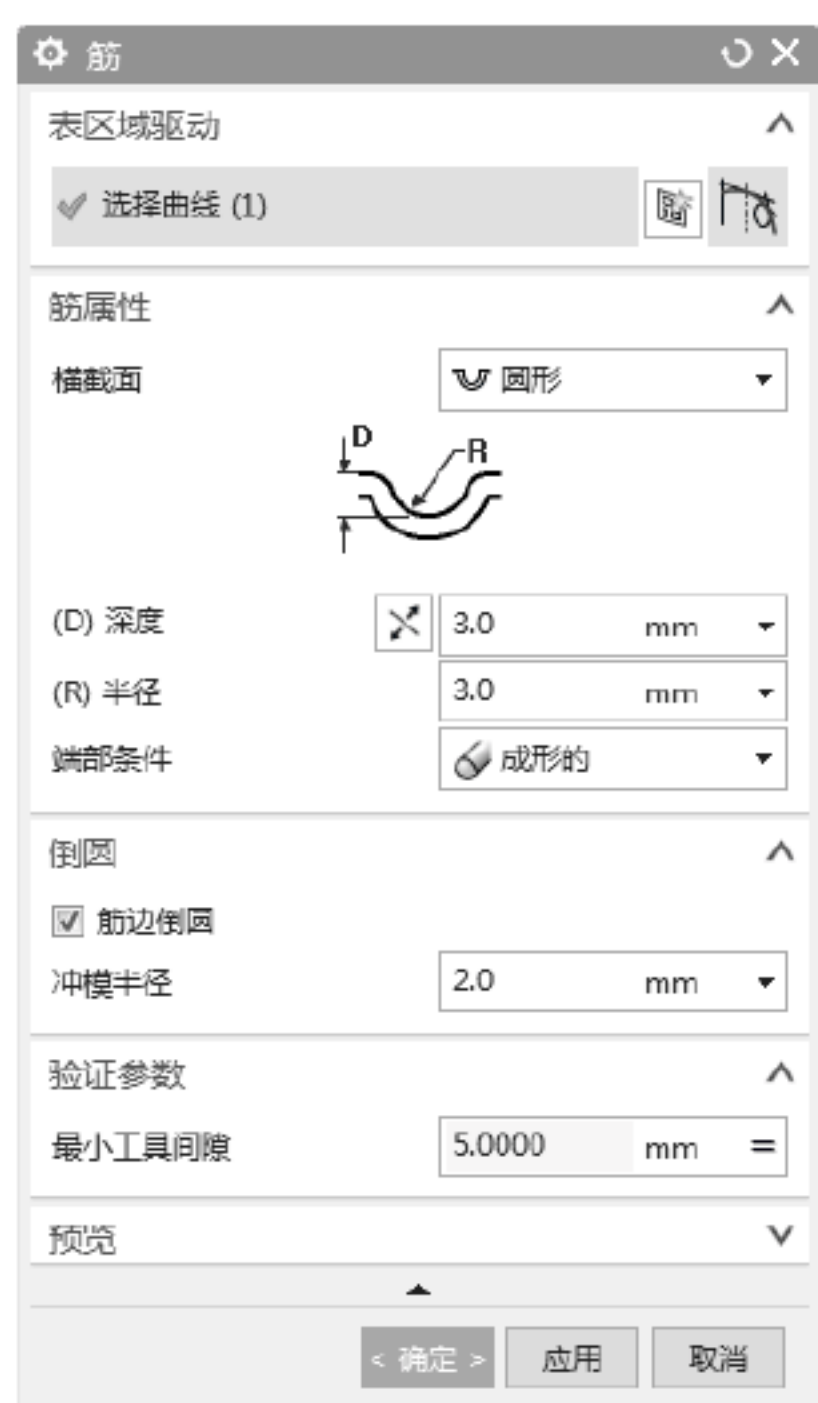 筋
表区域驱动
选择曲线 (1)
筋属性
横截面 圆形
D
R
(D) 深度 3.0 mm
(R) 半径 3.0 mm
端部条件 成形的
倒圆
筋边倒圆
冲模半径 2.0 mm
验证参数
最小工具间隙 5.0000 mm =
预览
< 确定 > 应用 取消